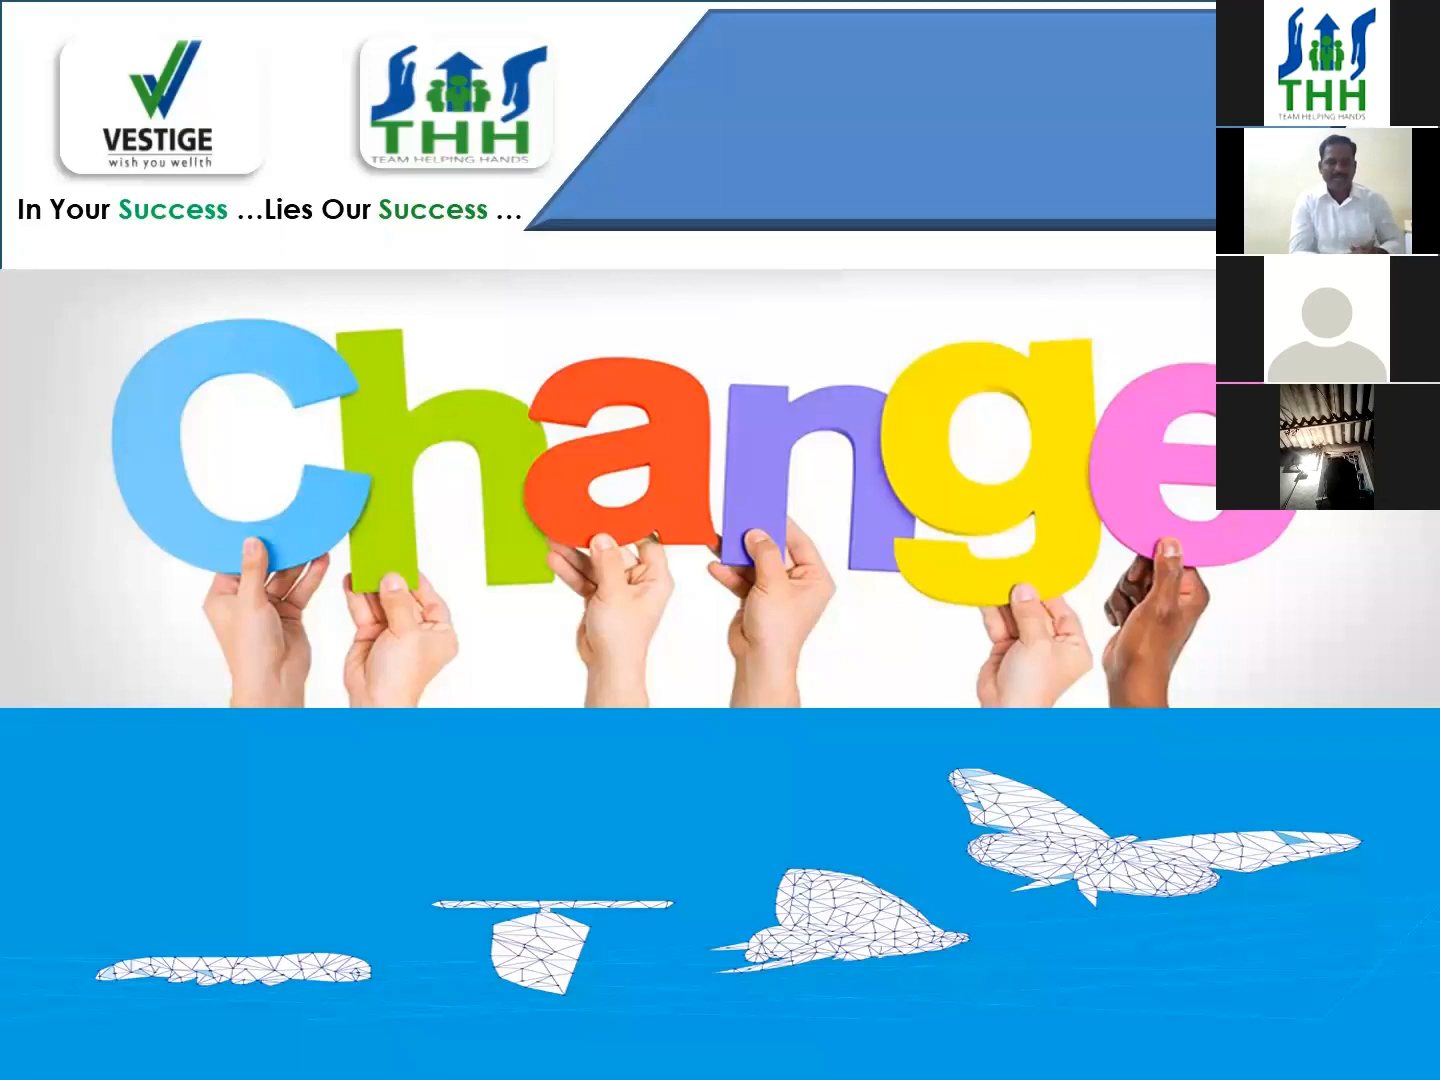 VESTIGE
wish you wellth
THH
TEAM HELPING HANDS
In Your Success ...Lies Our Success ...
Change
THH
TEAM HELPING HANDS